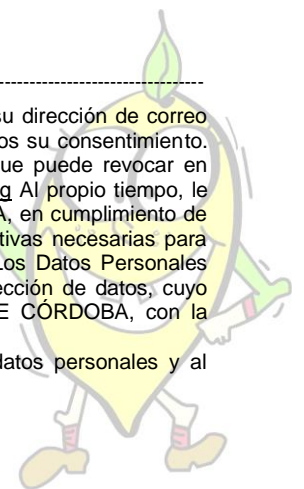 su dirección de correo
os su consentimiento.
ue puede revocar en
g Al propio tiempo, le
A, en cumplimiento de
tivas necesarias para
Los Datos Personales
ección de datos, cuyo
E CÓRDOBA, con la
datos personales y al